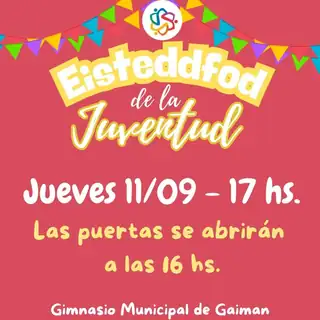 Eisteddfod
de la
Juventud
Jueves 11/09 - 17 hs.
Las puertas se abrirán
a las 16 hs.
Gimnasio Municipal de Gaiman